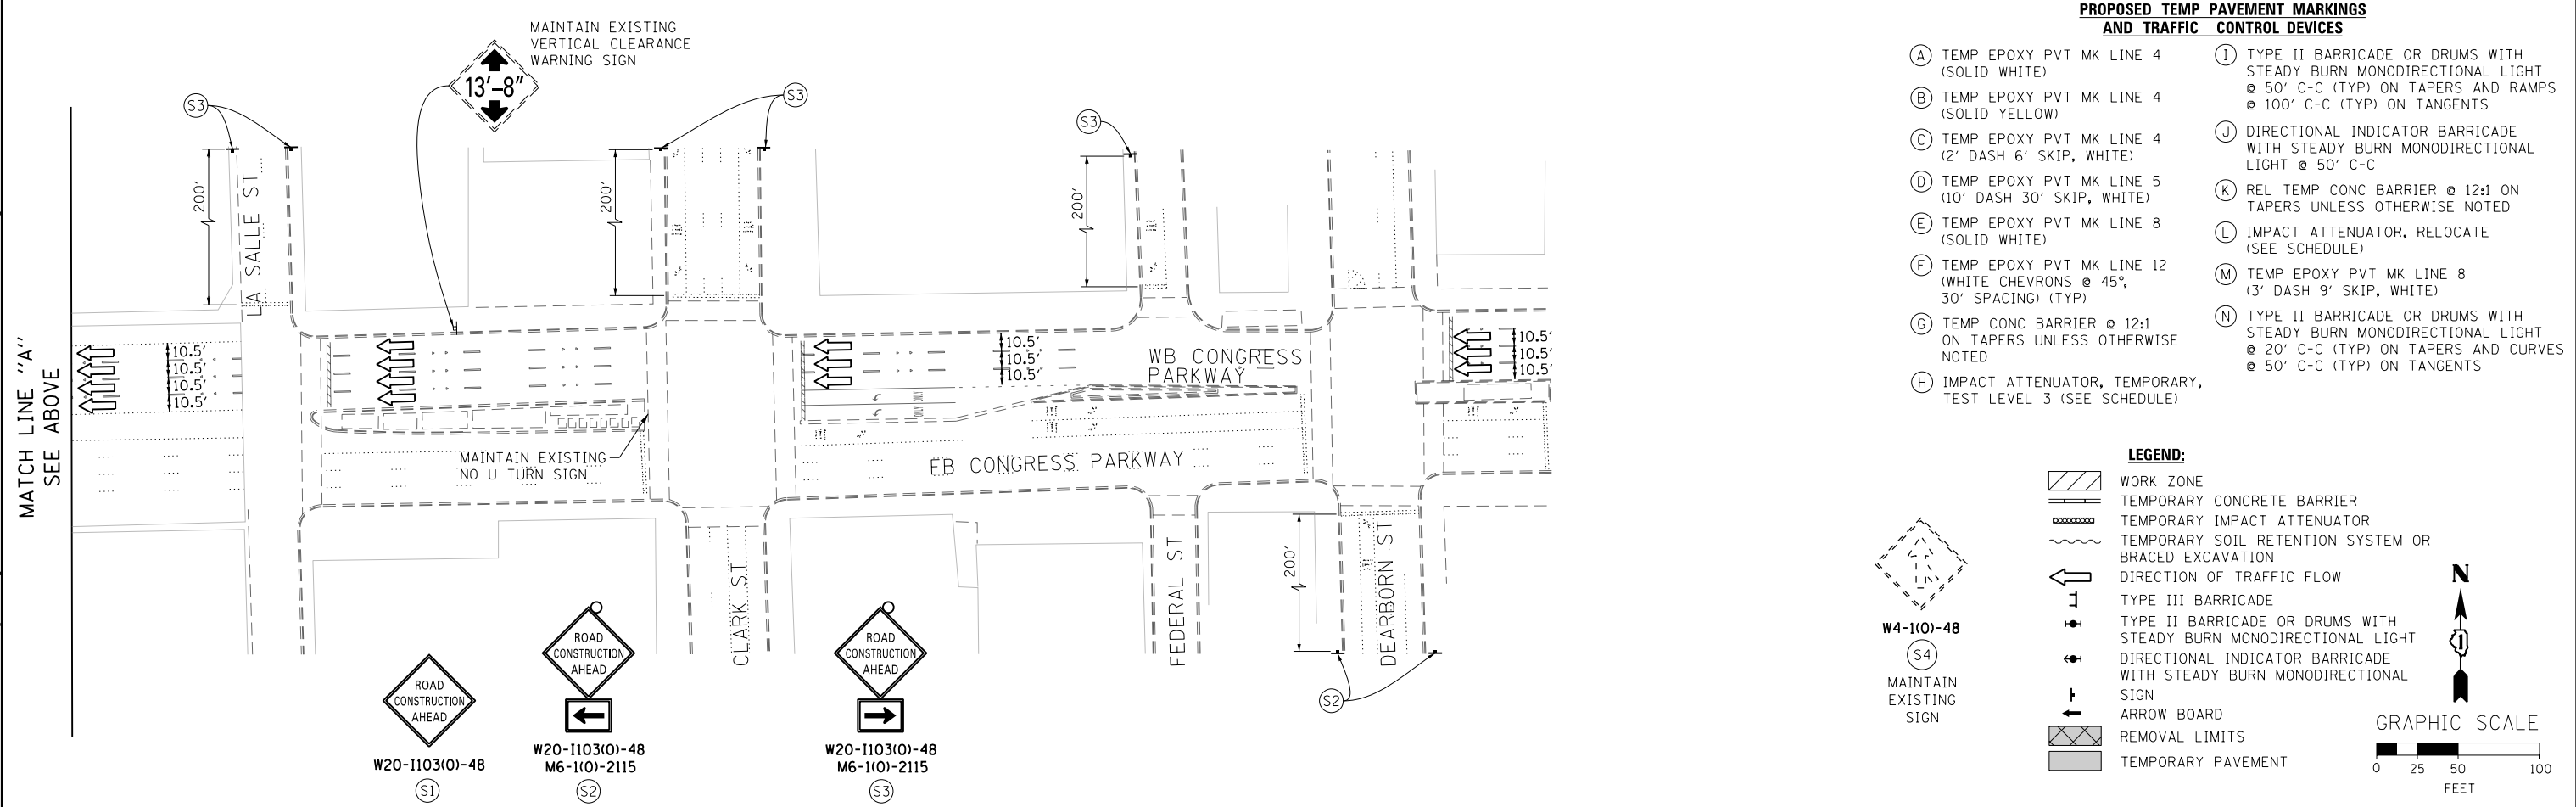 MAINTAIN EXISTING
VERTICAL CLEARANCE
WARNING SIGN
13'-8"
S3
S3
S3
200'
200'
200'
LA SALLE ST
MATCH LINE "A"
SEE ABOVE
10.5'
10.5'
10.5'
10.5'
10.5'
10.5'
10.5'
WB CONGRESS
PARKWAY
10.5'
10.5'
10.5'
ONLY
ONLY
MAINTAIN EXISTING
NO U TURN SIGN
EB CONGRESS PARKWAY
CLARK ST
FEDERAL ST
200'
DEARBORN ST
S2
ROAD
CONSTRUCTION
AHEAD
W20-I103(O)-48
S1
ROAD
CONSTRUCTION
AHEAD
W20-I103(O)-48
M6-1(O)-2115
S2
ROAD
CONSTRUCTION
AHEAD
W20-I103(O)-48
M6-1(O)-2115
S3
W4-1(O)-48
S4
MAINTAIN
EXISTING
SIGN
PROPOSED TEMP PAVEMENT MARKINGS
AND TRAFFIC CONTROL DEVICES
A TEMP EPOXY PVT MK LINE 4
(SOLID WHITE)
B TEMP EPOXY PVT MK LINE 4
(SOLID YELLOW)
C TEMP EPOXY PVT MK LINE 4
(2' DASH 6' SKIP, WHITE)
D TEMP EPOXY PVT MK LINE 5
(10' DASH 30' SKIP, WHITE)
E TEMP EPOXY PVT MK LINE 8
(SOLID WHITE)
F TEMP EPOXY PVT MK LINE 12
(WHITE CHEVRONS @ 45°,
30' SPACING) (TYP)
G TEMP CONC BARRIER @ 12:1
ON TAPERS UNLESS OTHERWISE
NOTED
H IMPACT ATTENUATOR, TEMPORARY,
TEST LEVEL 3 (SEE SCHEDULE)
I TYPE II BARRICADE OR DRUMS WITH
STEADY BURN MONODIRECTIONAL LIGHT
@ 50' C-C (TYP) ON TAPERS AND RAMPS
@ 100' C-C (TYP) ON TANGENTS
J DIRECTIONAL INDICATOR BARRICADE
WITH STEADY BURN MONODIRECTIONAL
LIGHT @ 50' C-C
K REL TEMP CONC BARRIER @ 12:1 ON
TAPERS UNLESS OTHERWISE NOTED
L IMPACT ATTENUATOR, RELOCATE
(SEE SCHEDULE)
M TEMP EPOXY PVT MK LINE 8
(3' DASH 9' SKIP, WHITE)
N TYPE II BARRICADE OR DRUMS WITH
STEADY BURN MONODIRECTIONAL LIGHT
@ 20' C-C (TYP) ON TAPERS AND CURVES
@ 50' C-C (TYP) ON TANGENTS
LEGEND:
WORK ZONE
TEMPORARY CONCRETE BARRIER
TEMPORARY IMPACT ATTENUATOR
TEMPORARY SOIL RETENTION SYSTEM OR
BRACED EXCAVATION
DIRECTION OF TRAFFIC FLOW
TYPE III BARRICADE
TYPE II BARRICADE OR DRUMS WITH
STEADY BURN MONODIRECTIONAL LIGHT
DIRECTIONAL INDICATOR BARRICADE
WITH STEADY BURN MONODIRECTIONAL
SIGN
ARROW BOARD
REMOVAL LIMITS
TEMPORARY PAVEMENT
N
GRAPHIC SCALE
0 25 50 100
FEET